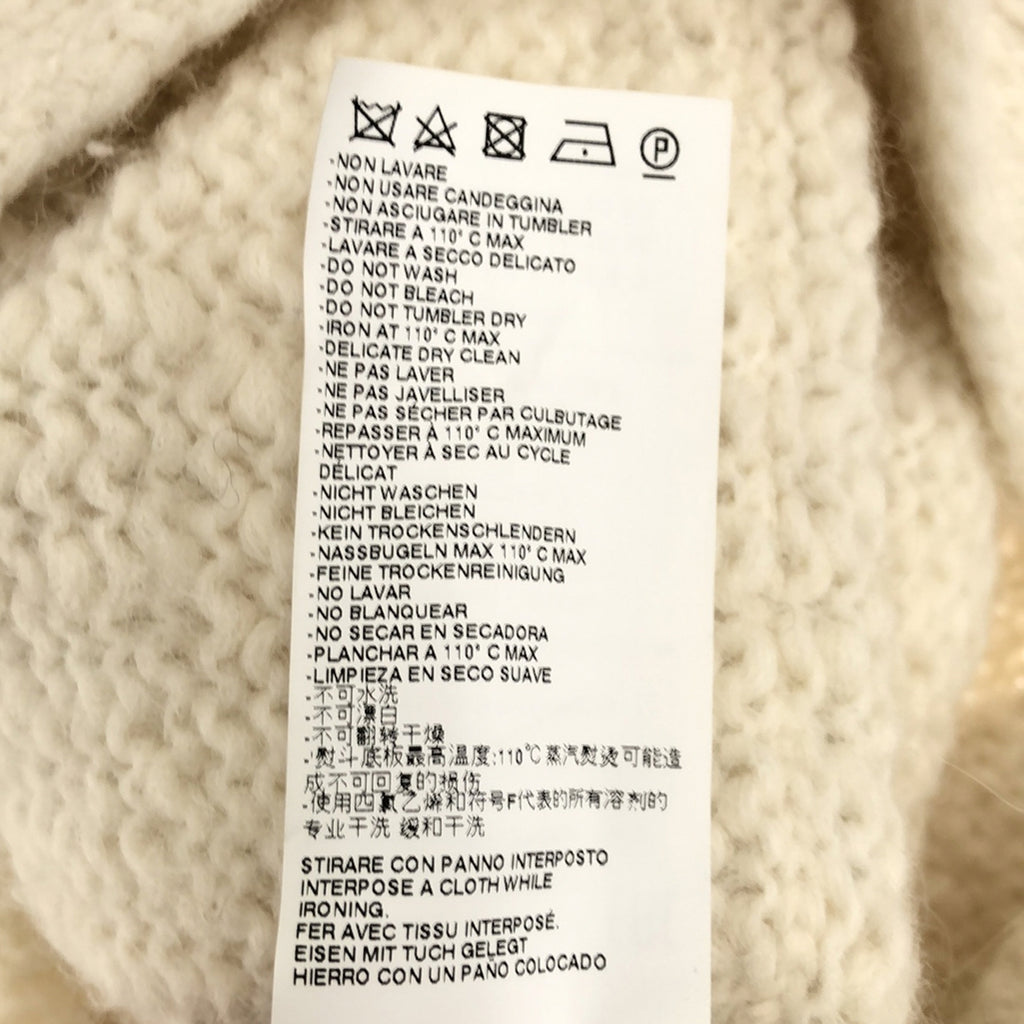 P
-NON LAVARE
-NON USARE CANDEGGINA
-NON ASCIUGARE IN TUMBLER
-STIRARE A 110° C MAX
-LAVARE A SECCO DELICATO
-DO NOT WASH
-DO NOT BLEACH
-DO NOT TUMBLER DRY
-IRON AT 110° C MAX
-DELICATE DRY CLEAN
-NE PAS LAVER
-NE PAS JAVELLISER
-NE PAS SÉCHER PAR CULBUTAGE
-REPASSER À 110° C MAXIMUM
-NETTOYER À SEC AU CYCLE
DÉLICAT
-NICHT WASCHEN
-NICHT BLEICHEN
-KEIN TROCKENSCHLENDERN
-NASSBUGELN MAX 110° C MAX
-FEINE TROCKENREINIGUNG
-NO LAVAR
-NO BLANQUEAR
-NO SECAR EN SECADORA
-PLANCHAR A 110° C MAX
-LIMPIEZA EN SECO SUAVE
-不可水洗
-不可漂白
-不可翻转干燥
-熨斗底板最高温度:110℃ 蒸汽熨烫可能造
成不可回复的损伤
-使用四氯乙烯和符号F代表的所有溶剂的
专业干洗 缓和干洗
STIRARE CON PANNO INTERPOSTO
INTERPOSE A CLOTH WHILE
IRONING.
FER AVEC TISSU INTERPOSÉ.
EISEN MIT TUCH GELEGT
HIERRO CON UN PAÑO COLOCADO